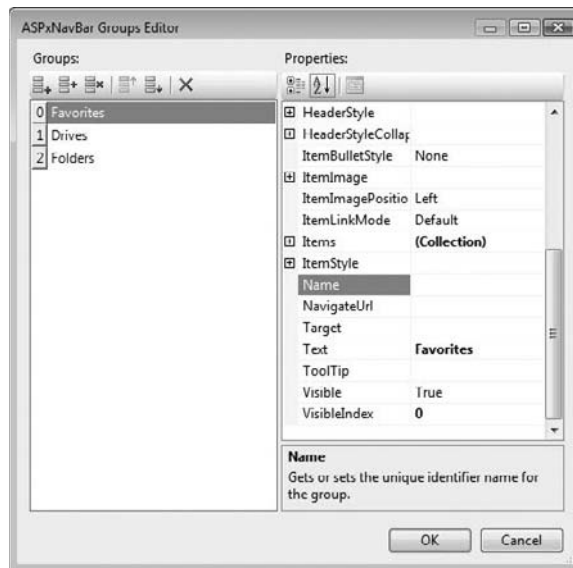 ASPxNavBar Groups Editor
Groups:
Properties:
0 Favorites
1 Drives
2 Folders
HeaderStyle
HeaderStyleCollap
ItemBulletStyle None
ItemImage
ItemImagePositio Left
ItemLinkMode Default
Items (Collection)
ItemStyle
Name
NavigateUrl
Target
Text Favorites
ToolTip
Visible True
VisibleIndex 0
Name
Gets or sets the unique identifier name for
the group.
OK Cancel